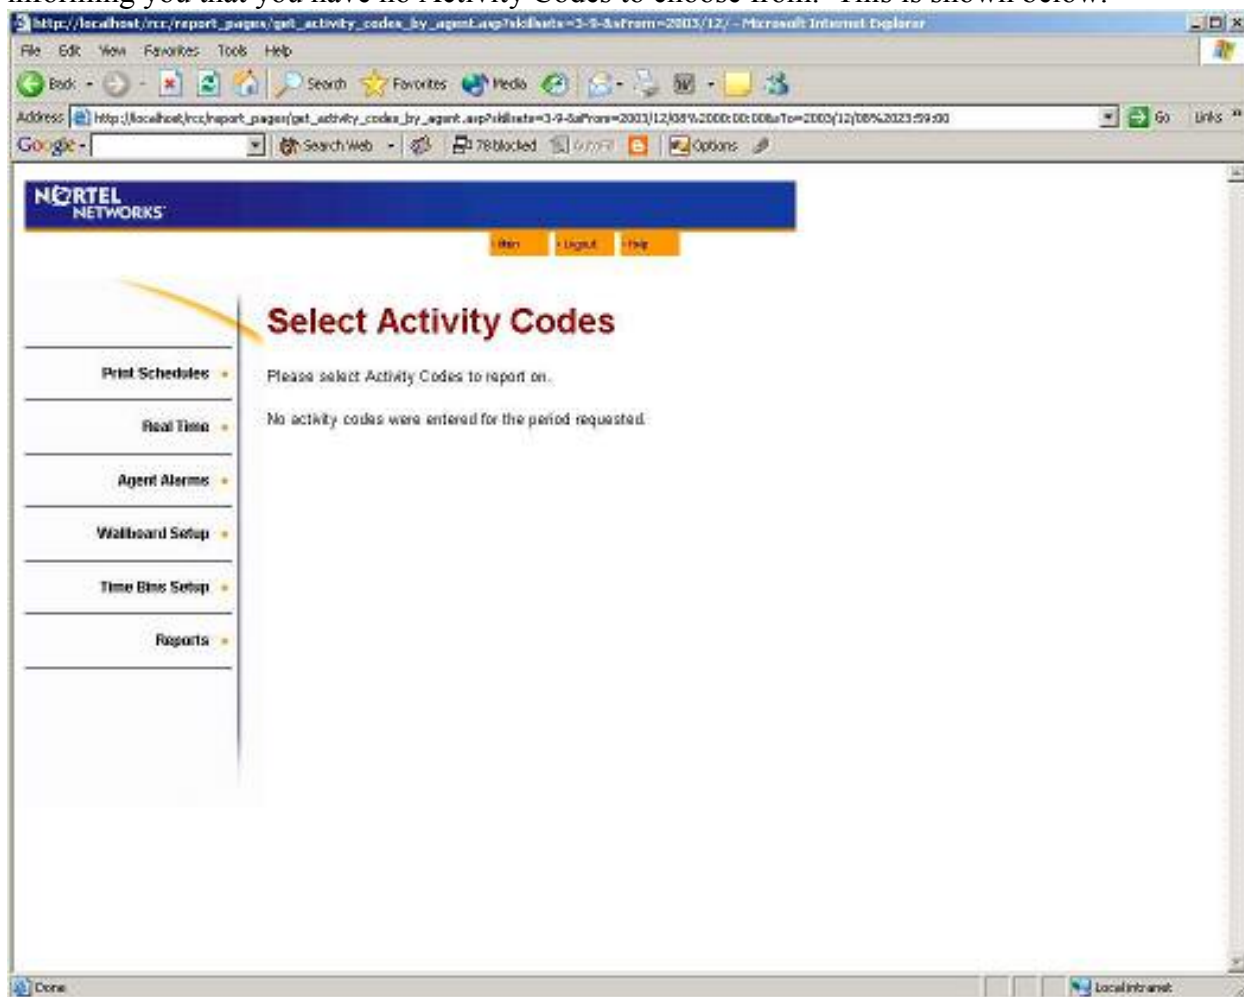 informing you that you have no Activity Codes to choose from. This is shown below.
http://localhost/rcc/report_pages/get_activity_codes_by_agent.asp?skillsets=3-9-&sFrom=2003/12/ - Microsoft Internet Explorer
File Edit View Favorites Tools Help
Back Search Favorites Media
Address http://localhost/rcc/report_pages/get_activity_codes_by_agent.asp?skillsets=3-9-&sFrom=2003/12/08%2000:00:00&sTo=2003/12/08%2023:59:00 Go Links »
Google Search Web 78 blocked AutoFill Options
NORTEL
NETWORKS
Main Logout Help
Select Activity Codes
Please select Activity Codes to report on.
No activity codes were entered for the period requested.
Print Schedules
Real Time
Agent Alarms
Wallboard Setup
Time Bins Setup
Reports
Done Local intranet